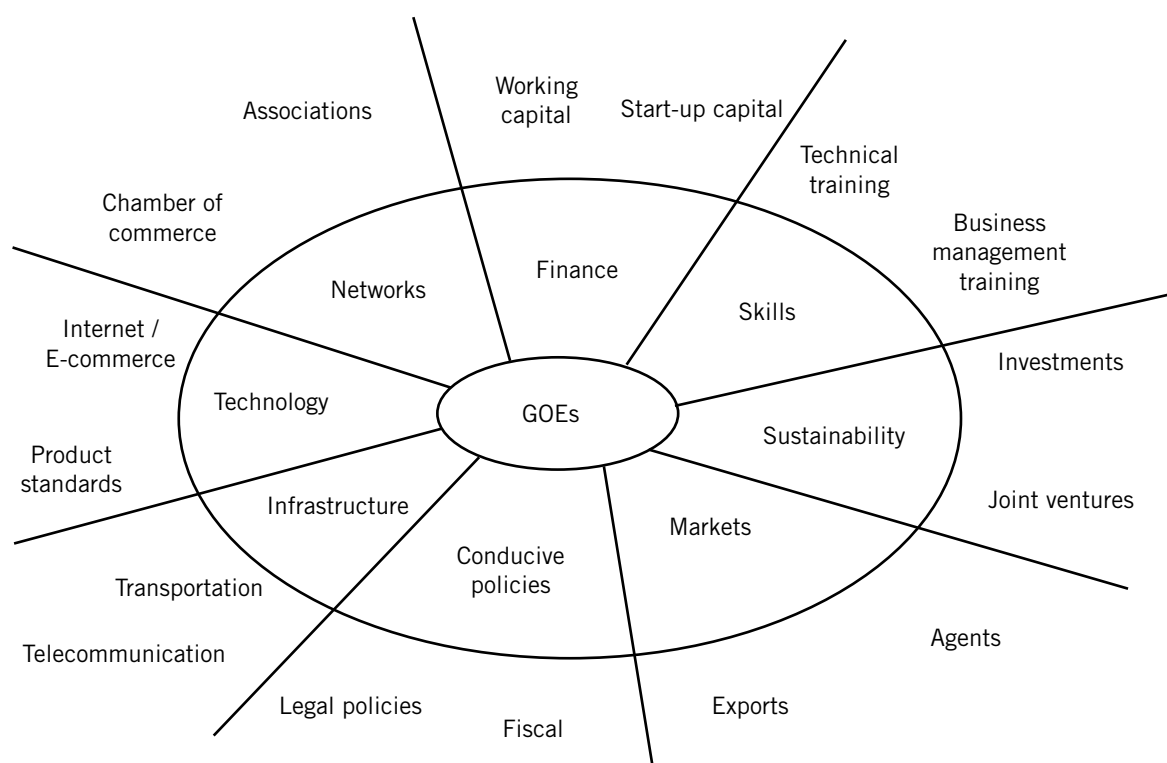 Working
capital
Start-up capital
Associations
Technical
training
Chamber of
commerce
Business
management
training
Networks
Finance
Skills
Internet /
E-commerce
Investments
Technology
GOEs
Sustainability
Product
standards
Joint ventures
Infrastructure
Markets
Conducive
policies
Transportation
Telecommunication
Agents
Legal policies
Fiscal
Exports